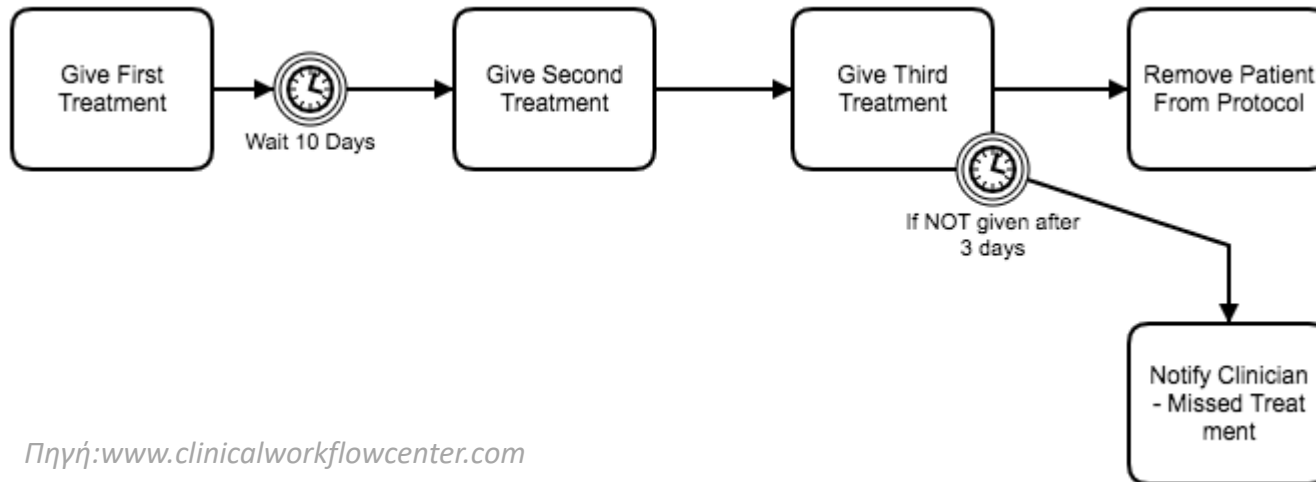 Give First
Treatment
Wait 10 Days
Give Second
Treatment
Give Third
Treatment
If NOT given after
3 days
Remove Patient
From Protocol
Notify Clinician
- Missed Treat
ment
Πηγή:www.clinicalworkflowcenter.com